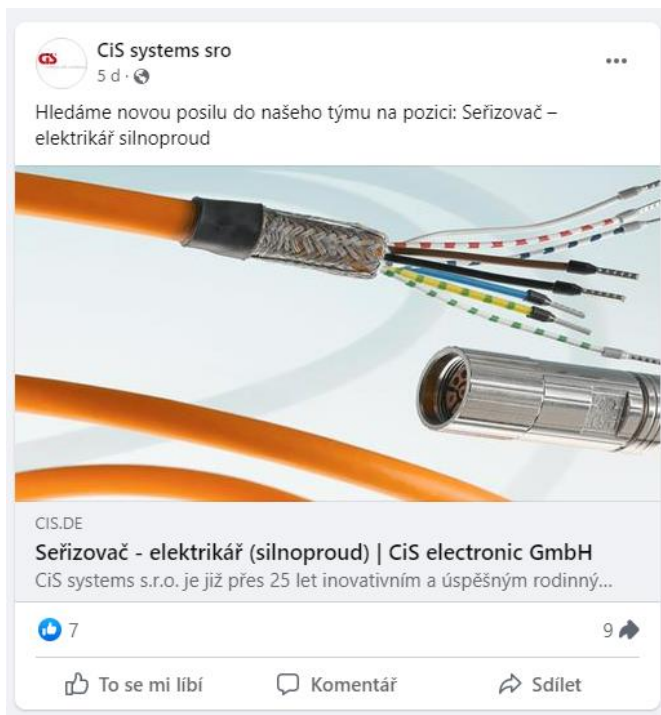 CiS
CiS systems sro
5 d ·
Hledáme novou posilu do našeho týmu na pozici: Seřizovač –
elektrikář silnoproud
CIS.DE
Seřizovač - elektrikář (silnoproud) | CiS electronic GmbH
CiS systems s.r.o. je již přes 25 let inovativním a úspěšným rodinný...
7
9
To se mi líbí
Komentář
Sdílet